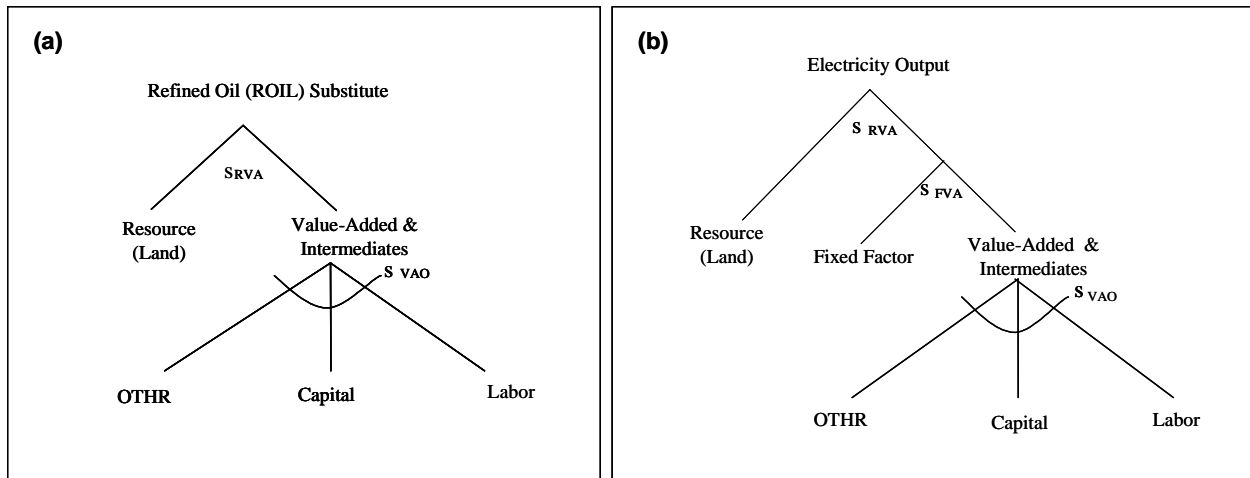 (a)
Refined Oil (ROIL) Substitute
SRVA
Resource
(Land)
Value-Added &
Intermediates
S VAO
OTHR
Capital
Labor
(b)
Electricity Output
S RVA
S FVA
Resource
(Land)
Fixed Factor
Value-Added &
Intermediates
S VAO
OTHR
Capital
Labor